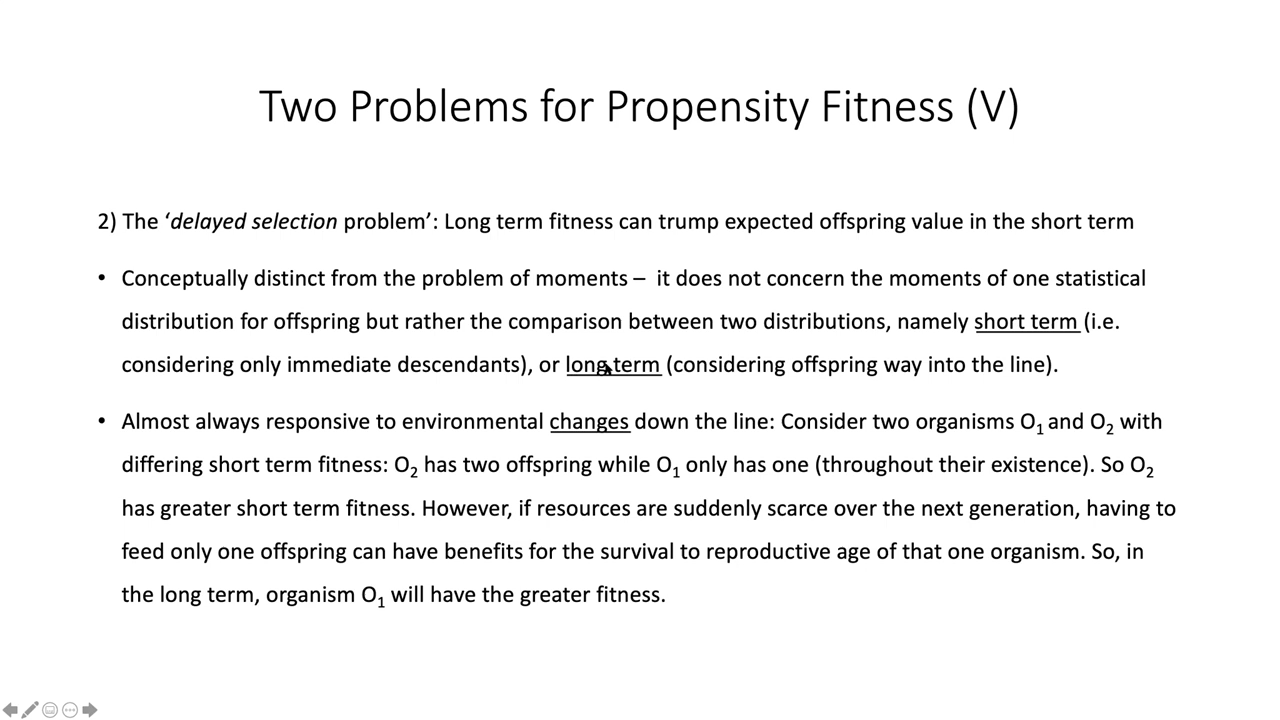 Two Problems for Propensity Fitness (V)
2) The ‘delayed selection problem’: Long term fitness can trump expected offspring value in the short term
• Conceptually distinct from the problem of moments – it does not concern the moments of one statistical
distribution for offspring but rather the comparison between two distributions, namely short term (i.e.
considering only immediate descendants), or long term (considering offspring way into the line).
• Almost always responsive to environmental changes down the line: Consider two organisms O₁ and O₂ with
differing short term fitness: O₂ has two offspring while O₁ only has one (throughout their existence). So O₂
has greater short term fitness. However, if resources are suddenly scarce over the next generation, having to
feed only one offspring can have benefits for the survival to reproductive age of that one organism. So, in
the long term, organism O₁ will have the greater fitness.